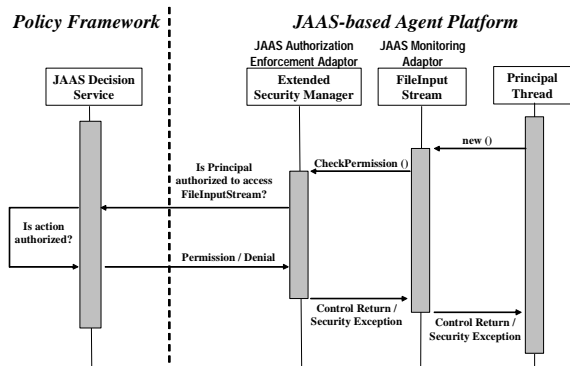 Policy Framework
JAAS-based Agent Platform
JAAS Authorization
Enforcement Adaptor
JAAS Monitoring
Adaptor
JAAS Decision
Service
Extended
Security Manager
FileInput
Stream
Principal
Thread
new ()
CheckPermission ()
Is Principal
authorized to access
FileInputStream?
Is action
authorized?
Permission / Denial
Control Return /
Security Exception
Control Return /
Security Exception